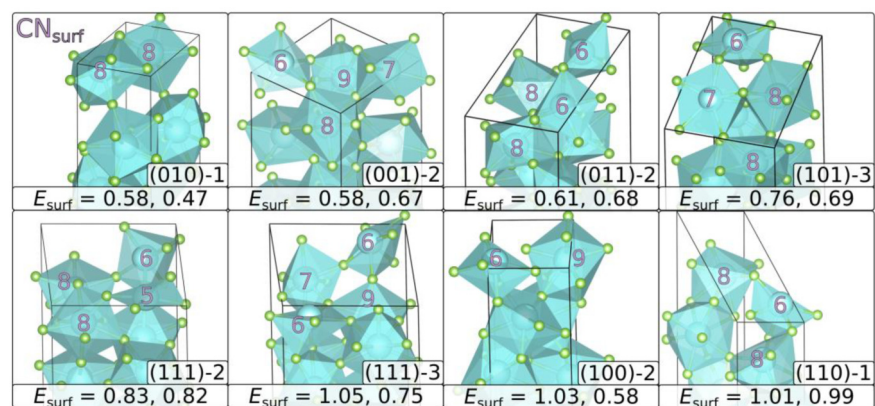 CNsurf
8 8
6 9 7
8
6
8 6
8
6
7 8
8
(010)-1 (001)-2 (011)-2 (101)-3
Esurf = 0.58, 0.47 Esurf = 0.58, 0.67 Esurf = 0.61, 0.68 Esurf = 0.76, 0.69
6
8 5
8
6
7 9
6
6 9
8 6
8
(111)-2 (111)-3 (100)-2 (110)-1
Esurf = 0.83, 0.82 Esurf = 1.05, 0.75 Esurf = 1.03, 0.58 Esurf = 1.01, 0.99